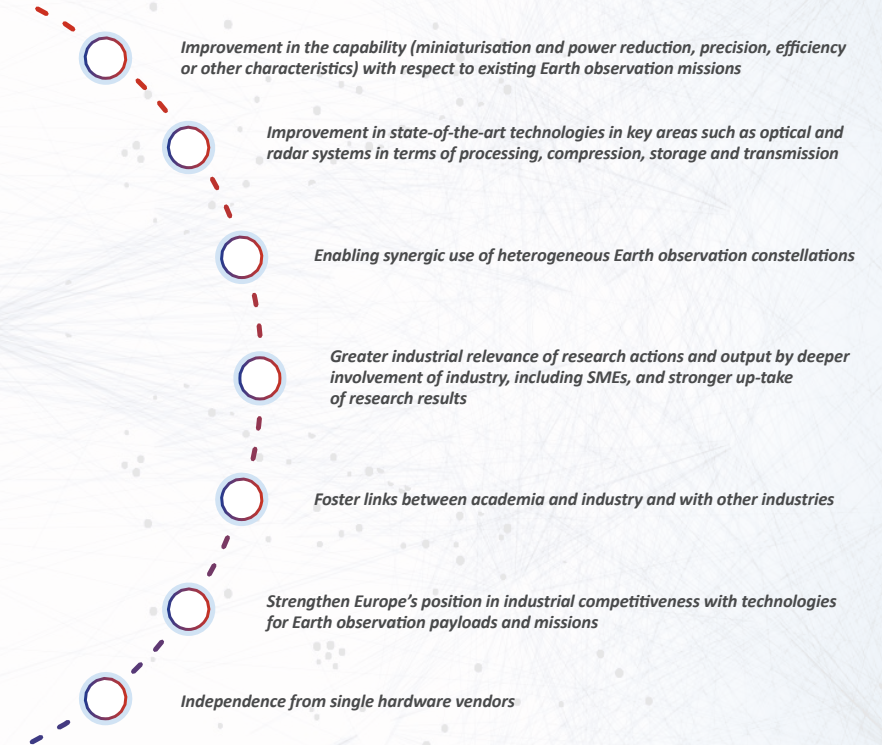 Improvement in the capability (miniaturisation and power reduction, precision, efficiency
or other characteristics) with respect to existing Earth observation missions
Improvement in state-of-the-art technologies in key areas such as optical and
radar systems in terms of processing, compression, storage and transmission
Enabling synergic use of heterogeneous Earth observation constellations
Greater industrial relevance of research actions and output by deeper
involvement of industry, including SMEs, and stronger up-take
of research results
Foster links between academia and industry and with other industries
Strengthen Europe's position in industrial competitiveness with technologies
for Earth observation payloads and missions
Independence from single hardware vendors